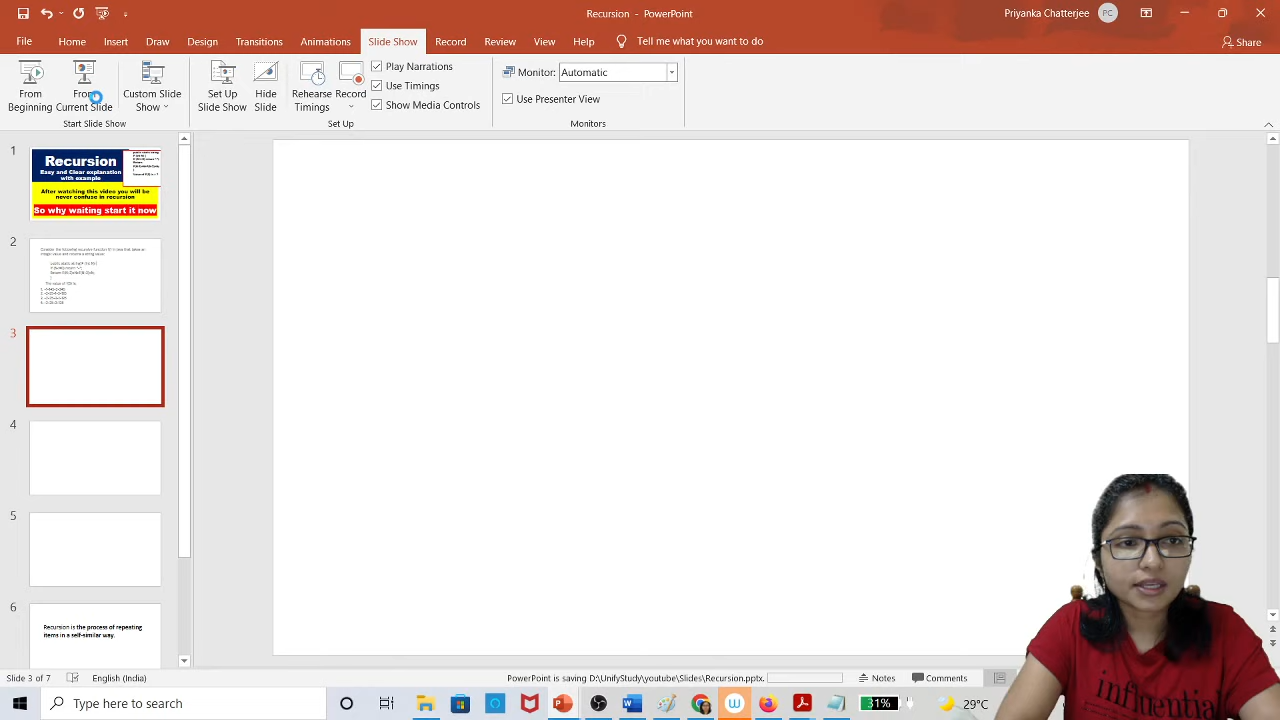 Recursion - PowerPoint
Priyanka Chatterjee PC
File Home Insert Draw Design Transitions Animations Slide Show Record Review View Help Tell me what you want to do Share
From Beginning
From Current Slide
Custom Slide Show
Start Slide Show
Set Up Slide Show
Hide Slide
Rehearse Timings
Record
Play Narrations
Use Timings
Show Media Controls
Set Up
Monitor: Automatic
Use Presenter View
Monitors
1
Recursion
Easy and Clear explanation
with example
After watching this video you will be
never confuse in recursion
So why waiting start it now
2
3
4
5
6
Recursion is the process of repeating
items in a self-similar way.
Slide 3 of 7 English (India) PowerPoint is saving D:\UnifyStudy\youtube\Slides\Recursion.pptx. Notes Comments
Type here to search
31%
29°C
influential